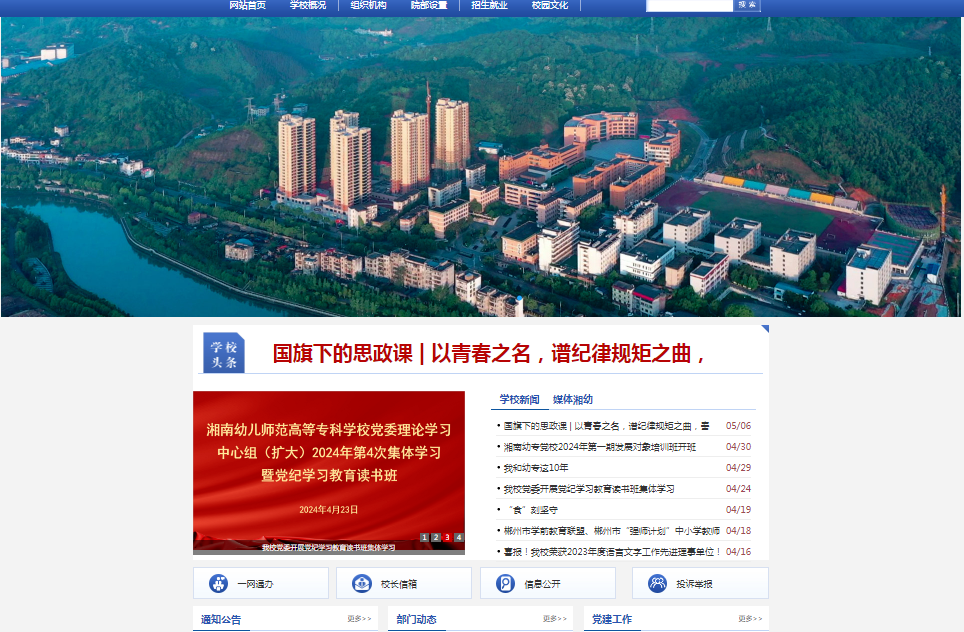 网站首页 学校概况 组织机构 院部设置 招生就业 校园文化 搜索
学校
头条
国旗下的思政课 | 以青春之名，谱纪律规矩之曲，
湘南幼儿师范高等专科学校党委理论学习
中心组（扩大）2024年第4次集体学习
暨党纪学习教育读书班
2024年4月23日
1 2 3 4
我校党委开展党纪学习教育读书班集体学习
学校新闻 媒体湘幼
• 国旗下的思政课 | 以青春之名，谱纪律规矩之曲，奏 05/06
• 湘南幼专党校2024年第一期发展对象培训班开班 04/30
• 我和幼专这10年 04/29
• 我校党委开展党纪学习教育读书班集体学习 04/24
• “食”刻坚守 04/19
• 郴州市学前教育联盟、郴州市“强师计划”中小学教师 04/18
• 喜报！我校荣获2023年度语言文字工作先进理事单位！ 04/16
一网通办 校长信箱 信息公开 投诉举报
通知公告 更多>> 部门动态 更多>> 党建工作 更多>>